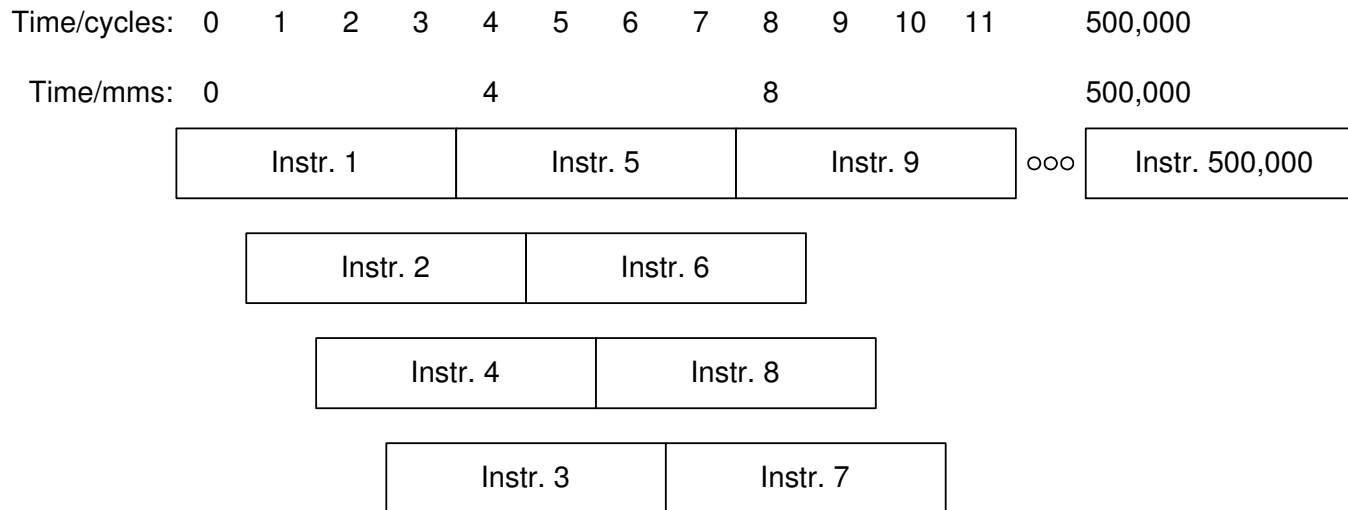 Time/cycles: 0 1 2 3 4 5 6 7 8 9 10 11 500,000
Time/mms: 0 4 8 500,000
Instr. 1 Instr. 5 Instr. 9 ooo Instr. 500,000
Instr. 2 Instr. 6
Instr. 4 Instr. 8
Instr. 3 Instr. 7